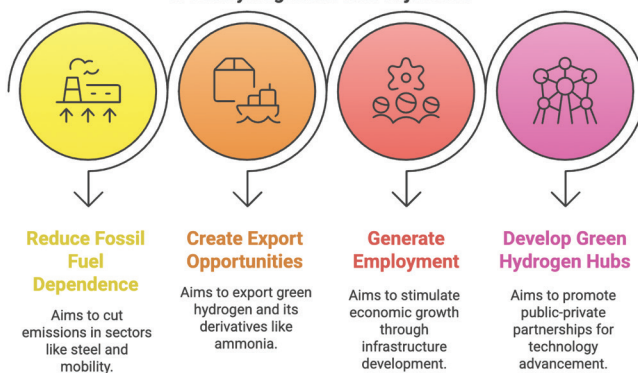 Reduce Fossil
Fuel
Dependence
Aims to cut
emissions in sectors
like steel and
mobility.
Create Export
Opportunities
Aims to export green
hydrogen and its
derivatives like
ammonia.
Generate
Employment
Aims to stimulate
economic growth
through
infrastructure
development.
Develop Green
Hydrogen Hubs
Aims to promote
public-private
partnerships for
technology
advancement.